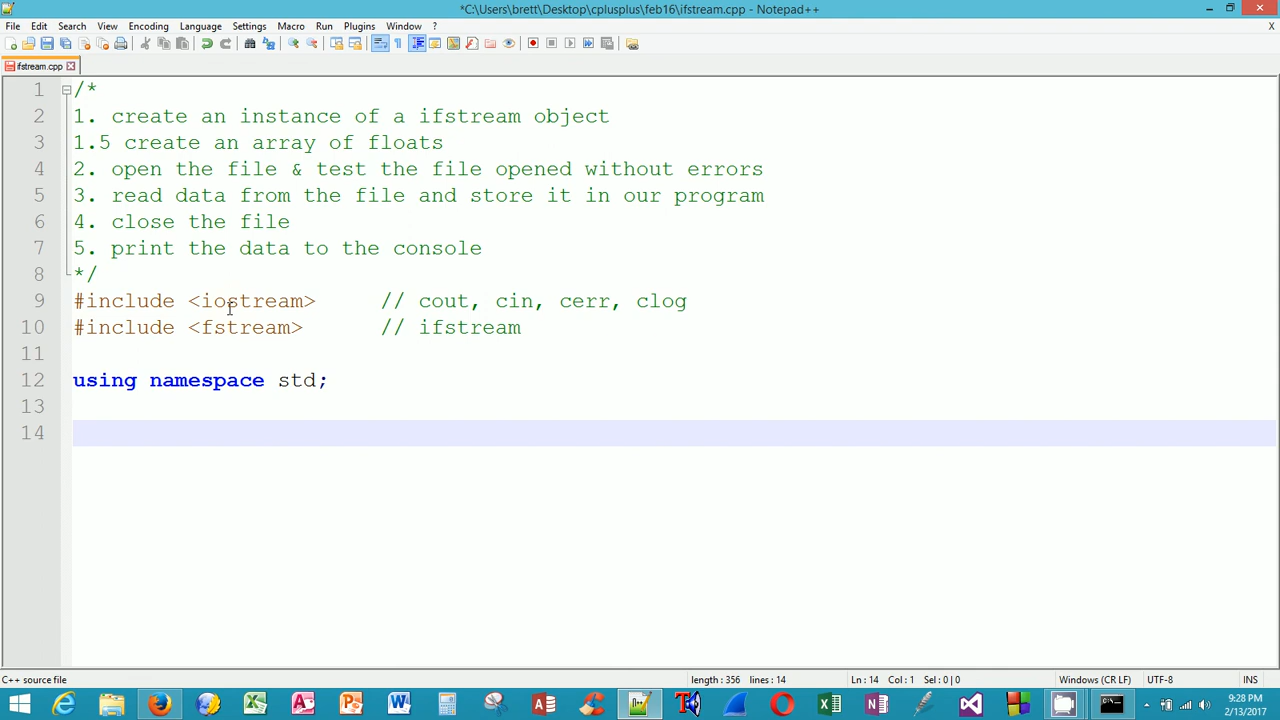 *C:\Users\brett\Desktop\cplusplus\feb16\ifstream.cpp - Notepad++
File Edit Search View Encoding Language Settings Macro Run Plugins Window ?
X
ifstream.cpp
1 /*
2 1. create an instance of a ifstream object
3 1.5 create an array of floats
4 2. open the file & test the file opened without errors
5 3. read data from the file and store it in our program
6 4. close the file
7 5. print the data to the console
8 */
9 #include <iostream> // cout, cin, cerr, clog
10 #include <fstream> // ifstream
11
12 using namespace std;
13
14
C++ source file length : 356 lines : 14 Ln : 14 Col : 1 Sel : 0 | 0 Windows (CR LF) UTF-8 INS
9:28 PM
2/13/2017